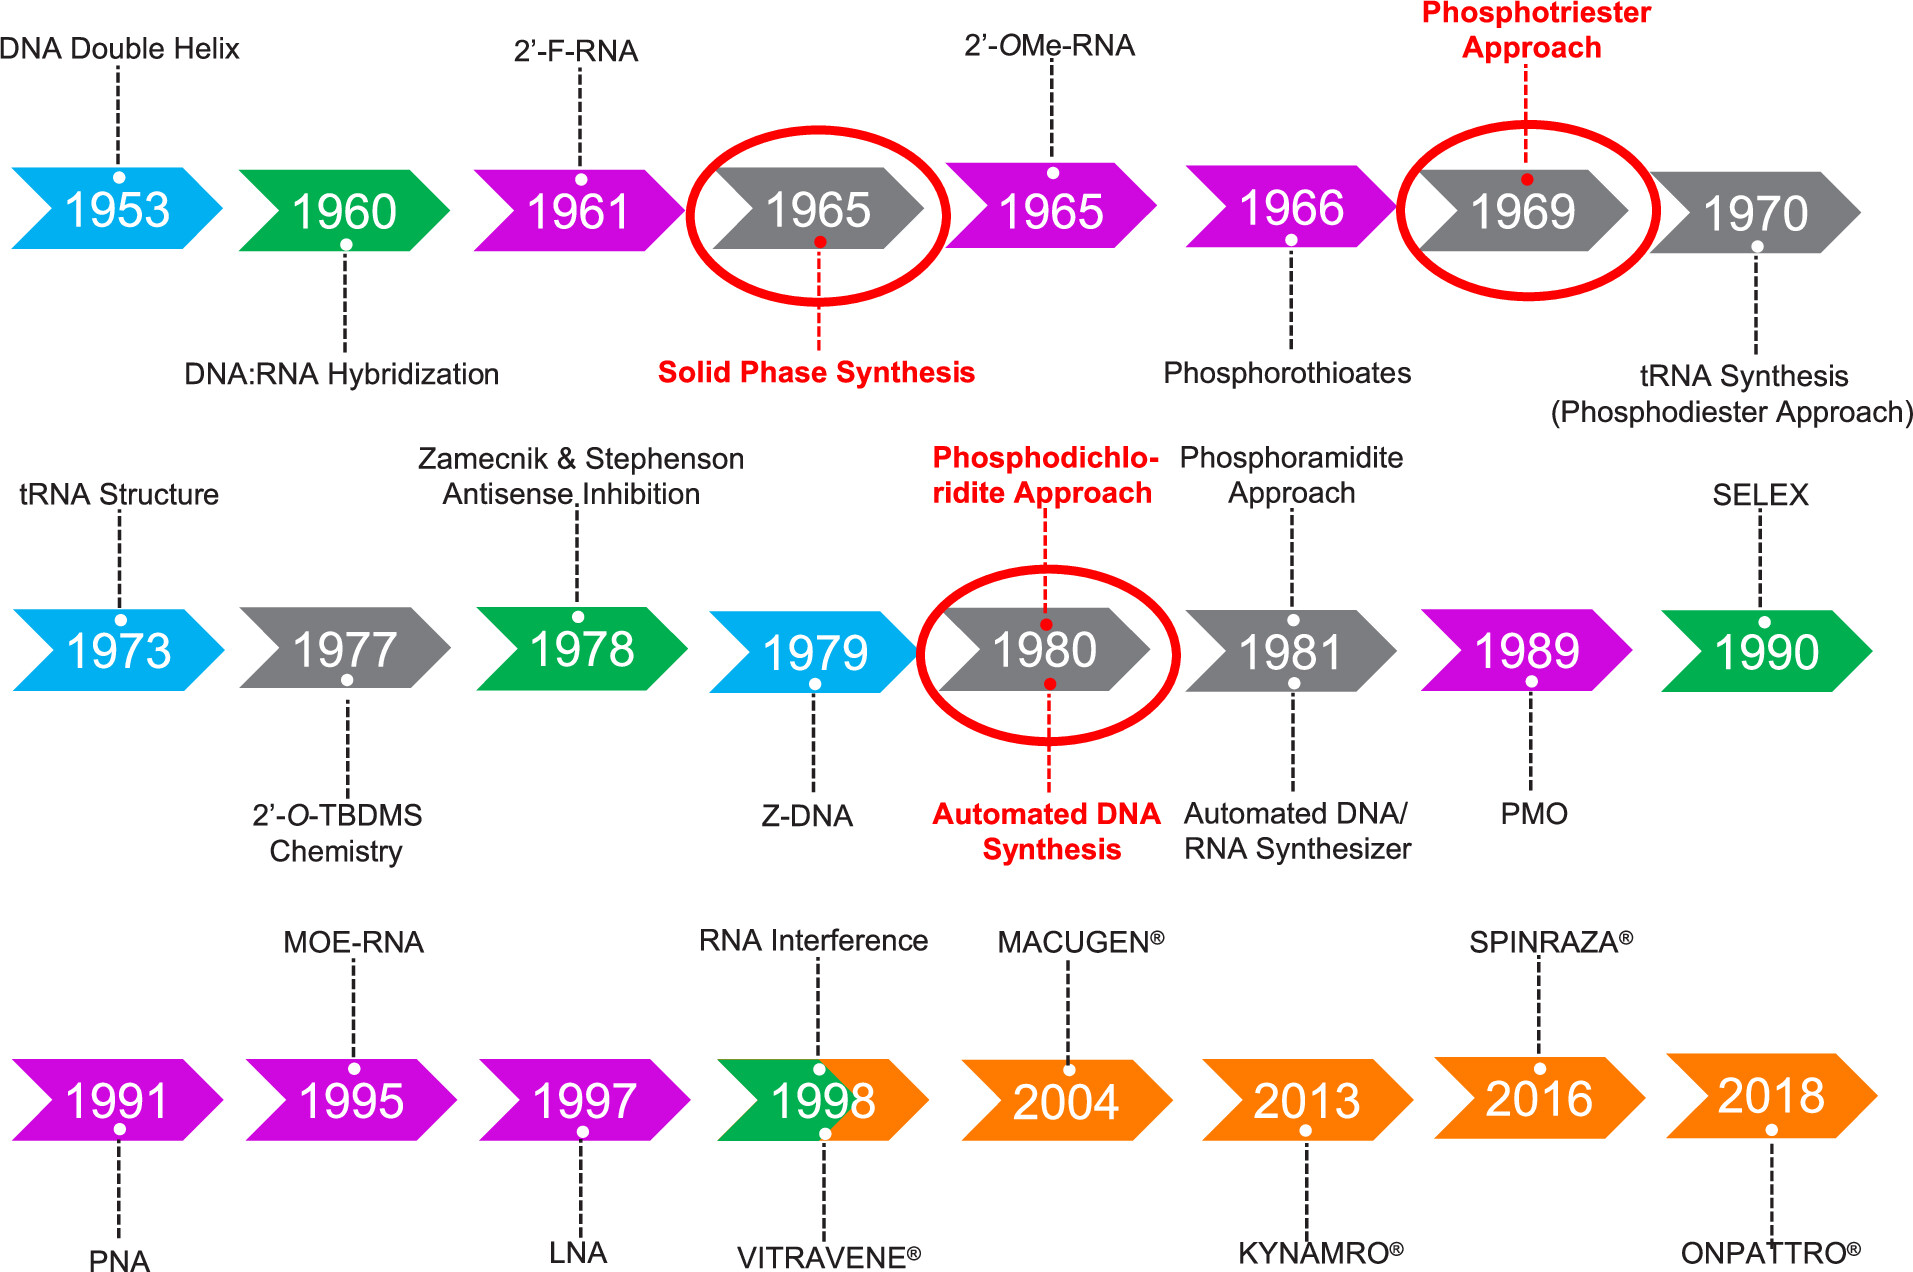 DNA Double Helix
2’-F-RNA
2’-OMe-RNA
Phosphotriester
Approach
1953
1960
1961
1965
1965
1966
1969
1970
DNA:RNA Hybridization
Solid Phase Synthesis
Phosphorothioates
tRNA Synthesis
(Phosphodiester Approach)
tRNA Structure
Zamecnik & Stephenson
Antisense Inhibition
Phosphodichlo-
ridite Approach
Phosphoramidite
Approach
SELEX
1973
1977
1978
1979
1980
1981
1989
1990
2’-O-TBDMS
Chemistry
Z-DNA
Automated DNA
Synthesis
Automated DNA/
RNA Synthesizer
PMO
MOE-RNA
RNA Interference
MACUGEN®
SPINRAZA®
1991
1995
1997
1998
2004
2013
2016
2018
PNA
LNA
VITRAVENE®
KYNAMRO®
ONPATTRO®